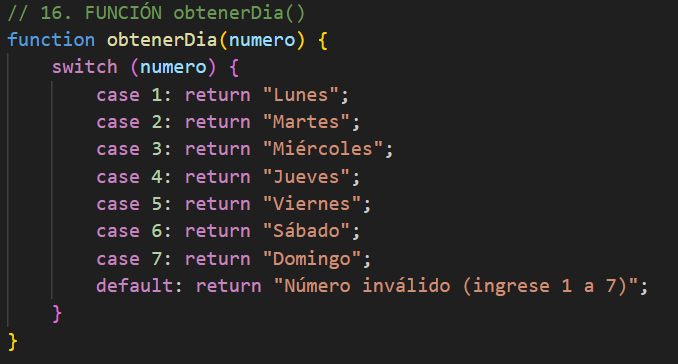 // 16. FUNCIÓN obtenerDia()
function obtenerDia(numero) {
    switch (numero) {
        case 1: return "Lunes";
        case 2: return "Martes";
        case 3: return "Miércoles";
        case 4: return "Jueves";
        case 5: return "Viernes";
        case 6: return "Sábado";
        case 7: return "Domingo";
        default: return "Número inválido (ingrese 1 a 7)";
    }
}